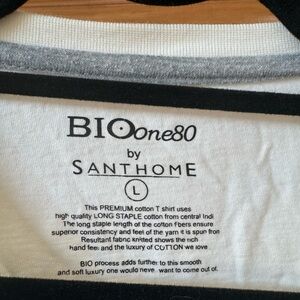 BIOone80
by
SANTHOME
L
This PREMIUM cotton T shirt uses
high quality LONG STAPLE cotton from central Indi
The long staple length of the cotton fibers ensure
superior consistency and feel of the yarn it is spun from
Resultant fabric knitted shows the rich
hand feel and the luxury of COTTON we love
BIO process adds further to this smooth
and soft luxury one would never want to come out of.